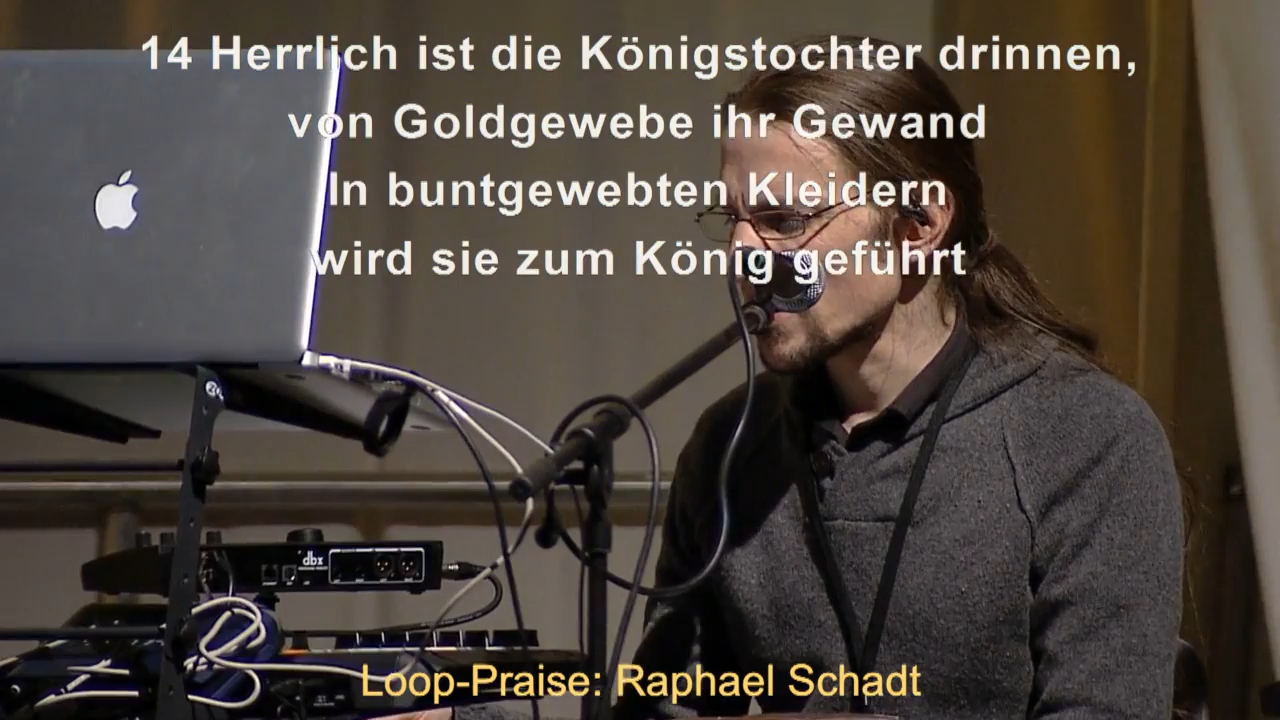 14 Herrlich ist die Königstochter drinnen,
von Goldgewebe ihr Gewand
In buntgewebten Kleidern
wird sie zum König geführt
dbx
Loop-Praise: Raphael Schadt